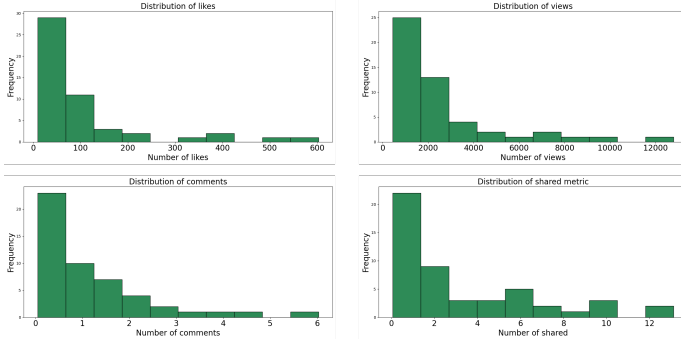 Distribution of likes
30
25
20
15
10
5
0
Frequency
0 100 200 300 400 500 600
Number of likes
Distribution of views
25
20
15
10
5
0
Frequency
2000 4000 6000 8000 10000 12000
Number of views
Distribution of comments
20
15
10
5
0
Frequency
0 1 2 3 4 5 6
Number of comments
Distribution of shared metric
20
15
10
5
0
Frequency
0 2 4 6 8 10 12
Number of shared